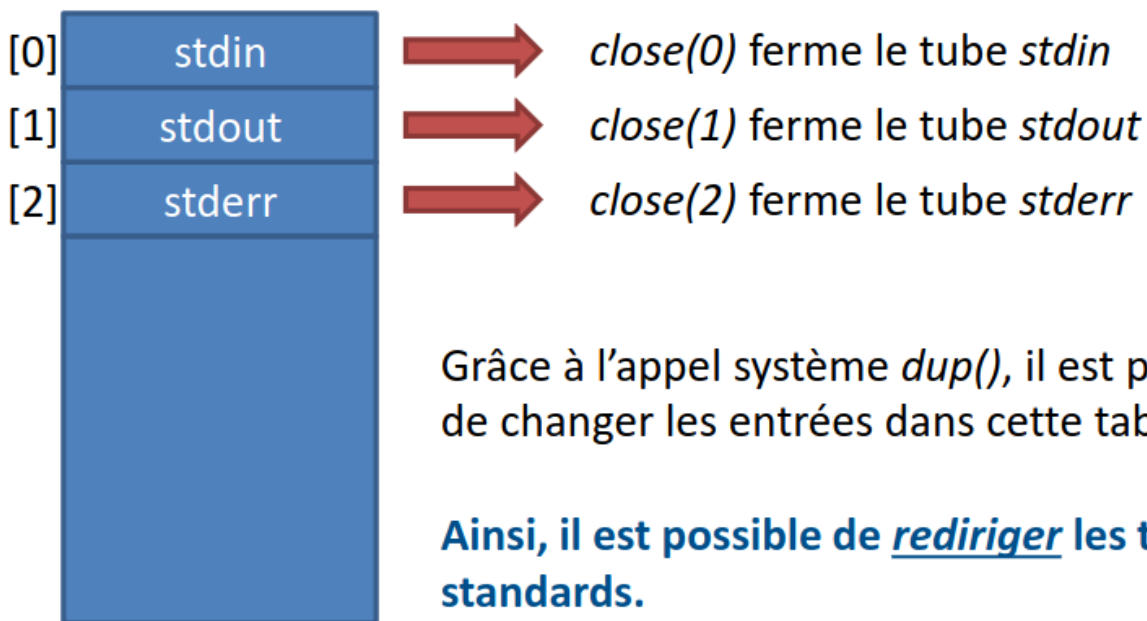 [0] stdin close(0) ferme le tube stdin
[1] stdout close(1) ferme le tube stdout
[2] stderr close(2) ferme le tube stderr
Grâce à l’appel système dup(), il est
de changer les entrées dans cette
Ainsi, il est possible de rediriger les
standards.